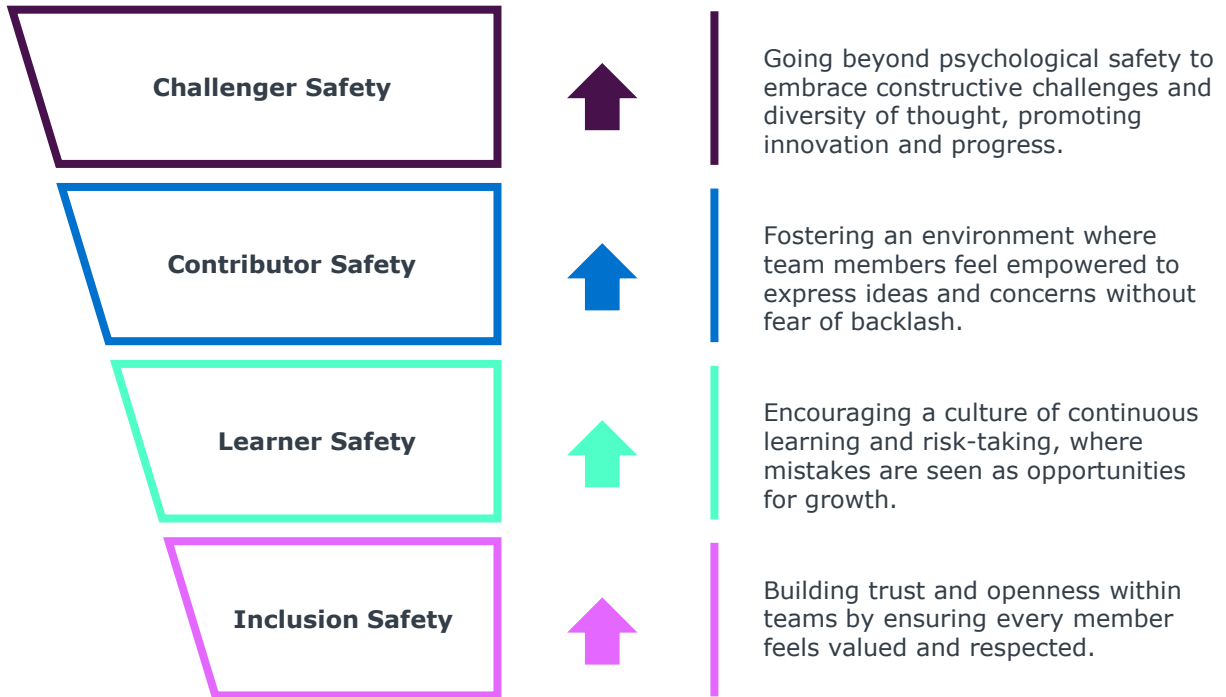 Challenger Safety
Going beyond psychological safety to
embrace constructive challenges and
diversity of thought, promoting
innovation and progress.
Contributor Safety
Fostering an environment where
team members feel empowered to
express ideas and concerns without
fear of backlash.
Learner Safety
Encouraging a culture of continuous
learning and risk-taking, where
mistakes are seen as opportunities
for growth.
Inclusion Safety
Building trust and openness within
teams by ensuring every member
feels valued and respected.